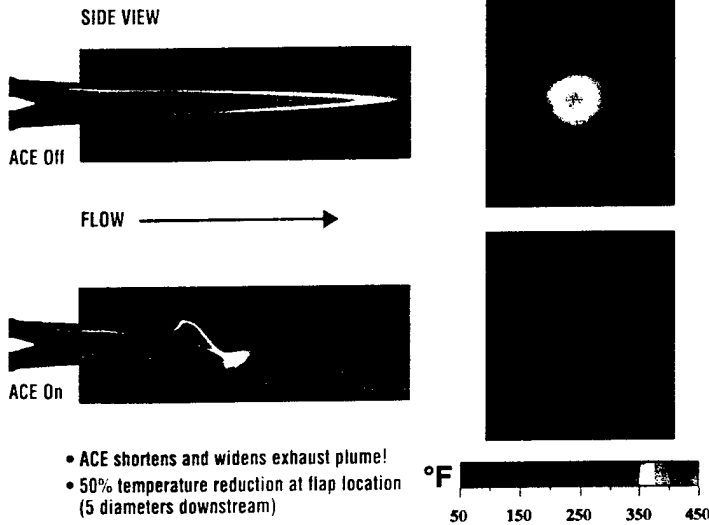 SIDE VIEW
ACE Off
FLOW
ACE On
• ACE shortens and widens exhaust plume!
• 50% temperature reduction at flap location
(5 diameters downstream)
°F
50 150 250 350 450